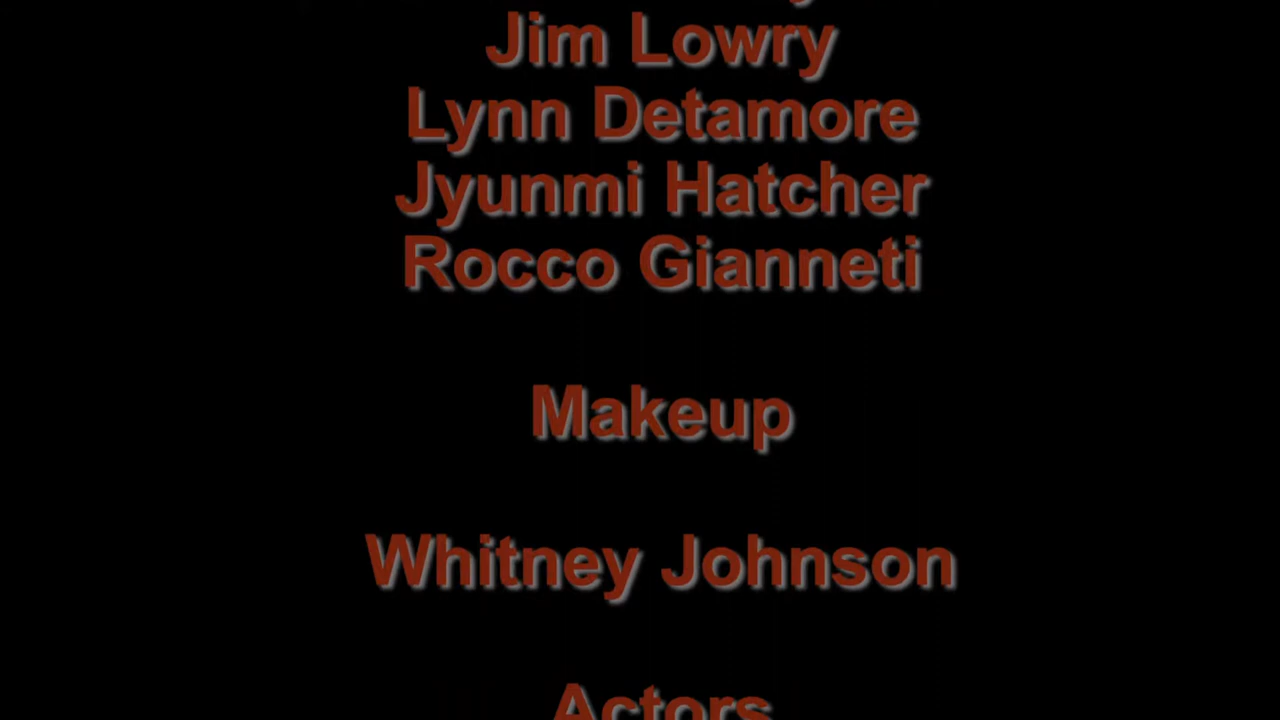 Jim Lowry
Lynn Detamore
Jyunmi Hatcher
Rocco Gianneti
Makeup
Whitney Johnson
Actors